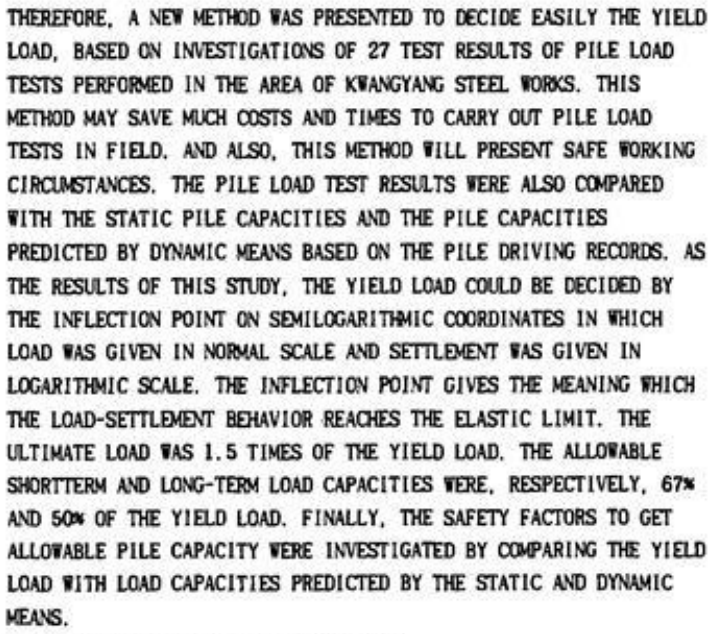 THEREFORE, A NEW METHOD WAS PRESENTED TO DECIDE EASILY THE YIELD
LOAD, BASED ON INVESTIGATIONS OF 27 TEST RESULTS OF PILE LOAD
TESTS PERFORMED IN THE AREA OF KWANGYANG STEEL WORKS. THIS
METHOD MAY SAVE MUCH COSTS AND TIMES TO CARRY OUT PILE LOAD
TESTS IN FIELD. AND ALSO, THIS METHOD WILL PRESENT SAFE WORKING
CIRCUMSTANCES. THE PILE LOAD TEST RESULTS WERE ALSO COMPARED
WITH THE STATIC PILE CAPACITIES AND THE PILE CAPACITIES
PREDICTED BY DYNAMIC MEANS BASED ON THE PILE DRIVING RECORDS. AS
THE RESULTS OF THIS STUDY, THE YIELD LOAD COULD BE DECIDED BY
THE INFLECTION POINT ON SEMILOGARITHMIC COORDINATES IN WHICH
LOAD WAS GIVEN IN NORMAL SCALE AND SETTLEMENT WAS GIVEN IN
LOGARITHMIC SCALE. THE INFLECTION POINT GIVES THE MEANING WHICH
THE LOAD-SETTLEMENT BEHAVIOR REACHES THE ELASTIC LIMIT. THE
ULTIMATE LOAD WAS 1.5 TIMES OF THE YIELD LOAD. THE ALLOWABLE
SHORTTERM AND LONG-TERM LOAD CAPACITIES WERE, RESPECTIVELY, 67%
AND 50% OF THE YIELD LOAD. FINALLY, THE SAFETY FACTORS TO GET
ALLOWABLE PILE CAPACITY WERE INVESTIGATED BY COMPARING THE YIELD
LOAD WITH LOAD CAPACITIES PREDICTED BY THE STATIC AND DYNAMIC
MEANS.